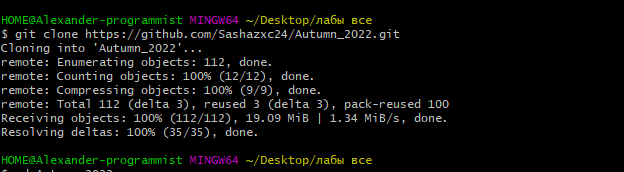 HOME@Alexander-programmist MINGW64 ~/Desktop/лабы все
$ git clone https://github.com/Sashazxc24/Autumn_2022.git
Cloning into 'Autumn_2022'...
remote: Enumerating objects: 112, done.
remote: Counting objects: 100% (12/12), done.
remote: Compressing objects: 100% (9/9), done.
remote: Total 112 (delta 3), reused 3 (delta 3), pack-reused 100
Receiving objects: 100% (112/112), 19.09 MiB | 1.34 MiB/s, done.
Resolving deltas: 100% (35/35), done.
HOME@Alexander-programmist MINGW64 ~/Desktop/лабы все